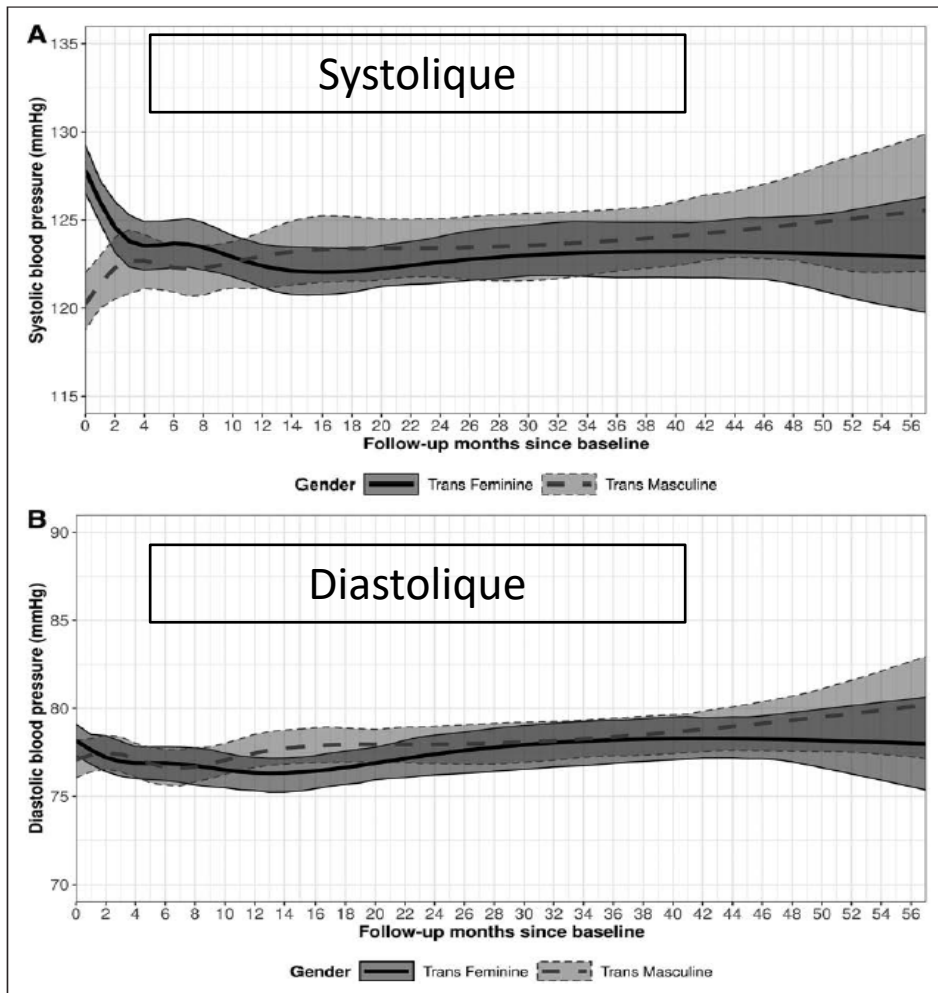 A
Systolique
Systolic blood pressure (mmHg)
135
130
125
120
115
0 2 4 6 8 10 12 14 16 18 20 22 24 26 28 30 32 34 36 38 40 42 44 46 48 50 52 54 56
Follow-up months since baseline
Gender Trans Feminine Trans Masculine
B
Diastolique
Diastolic blood pressure (mmHg)
90
85
80
75
70
0 2 4 6 8 10 12 14 16 18 20 22 24 26 28 30 32 34 36 38 40 42 44 46 48 50 52 54 56
Follow-up months since baseline
Gender Trans Feminine Trans Masculine